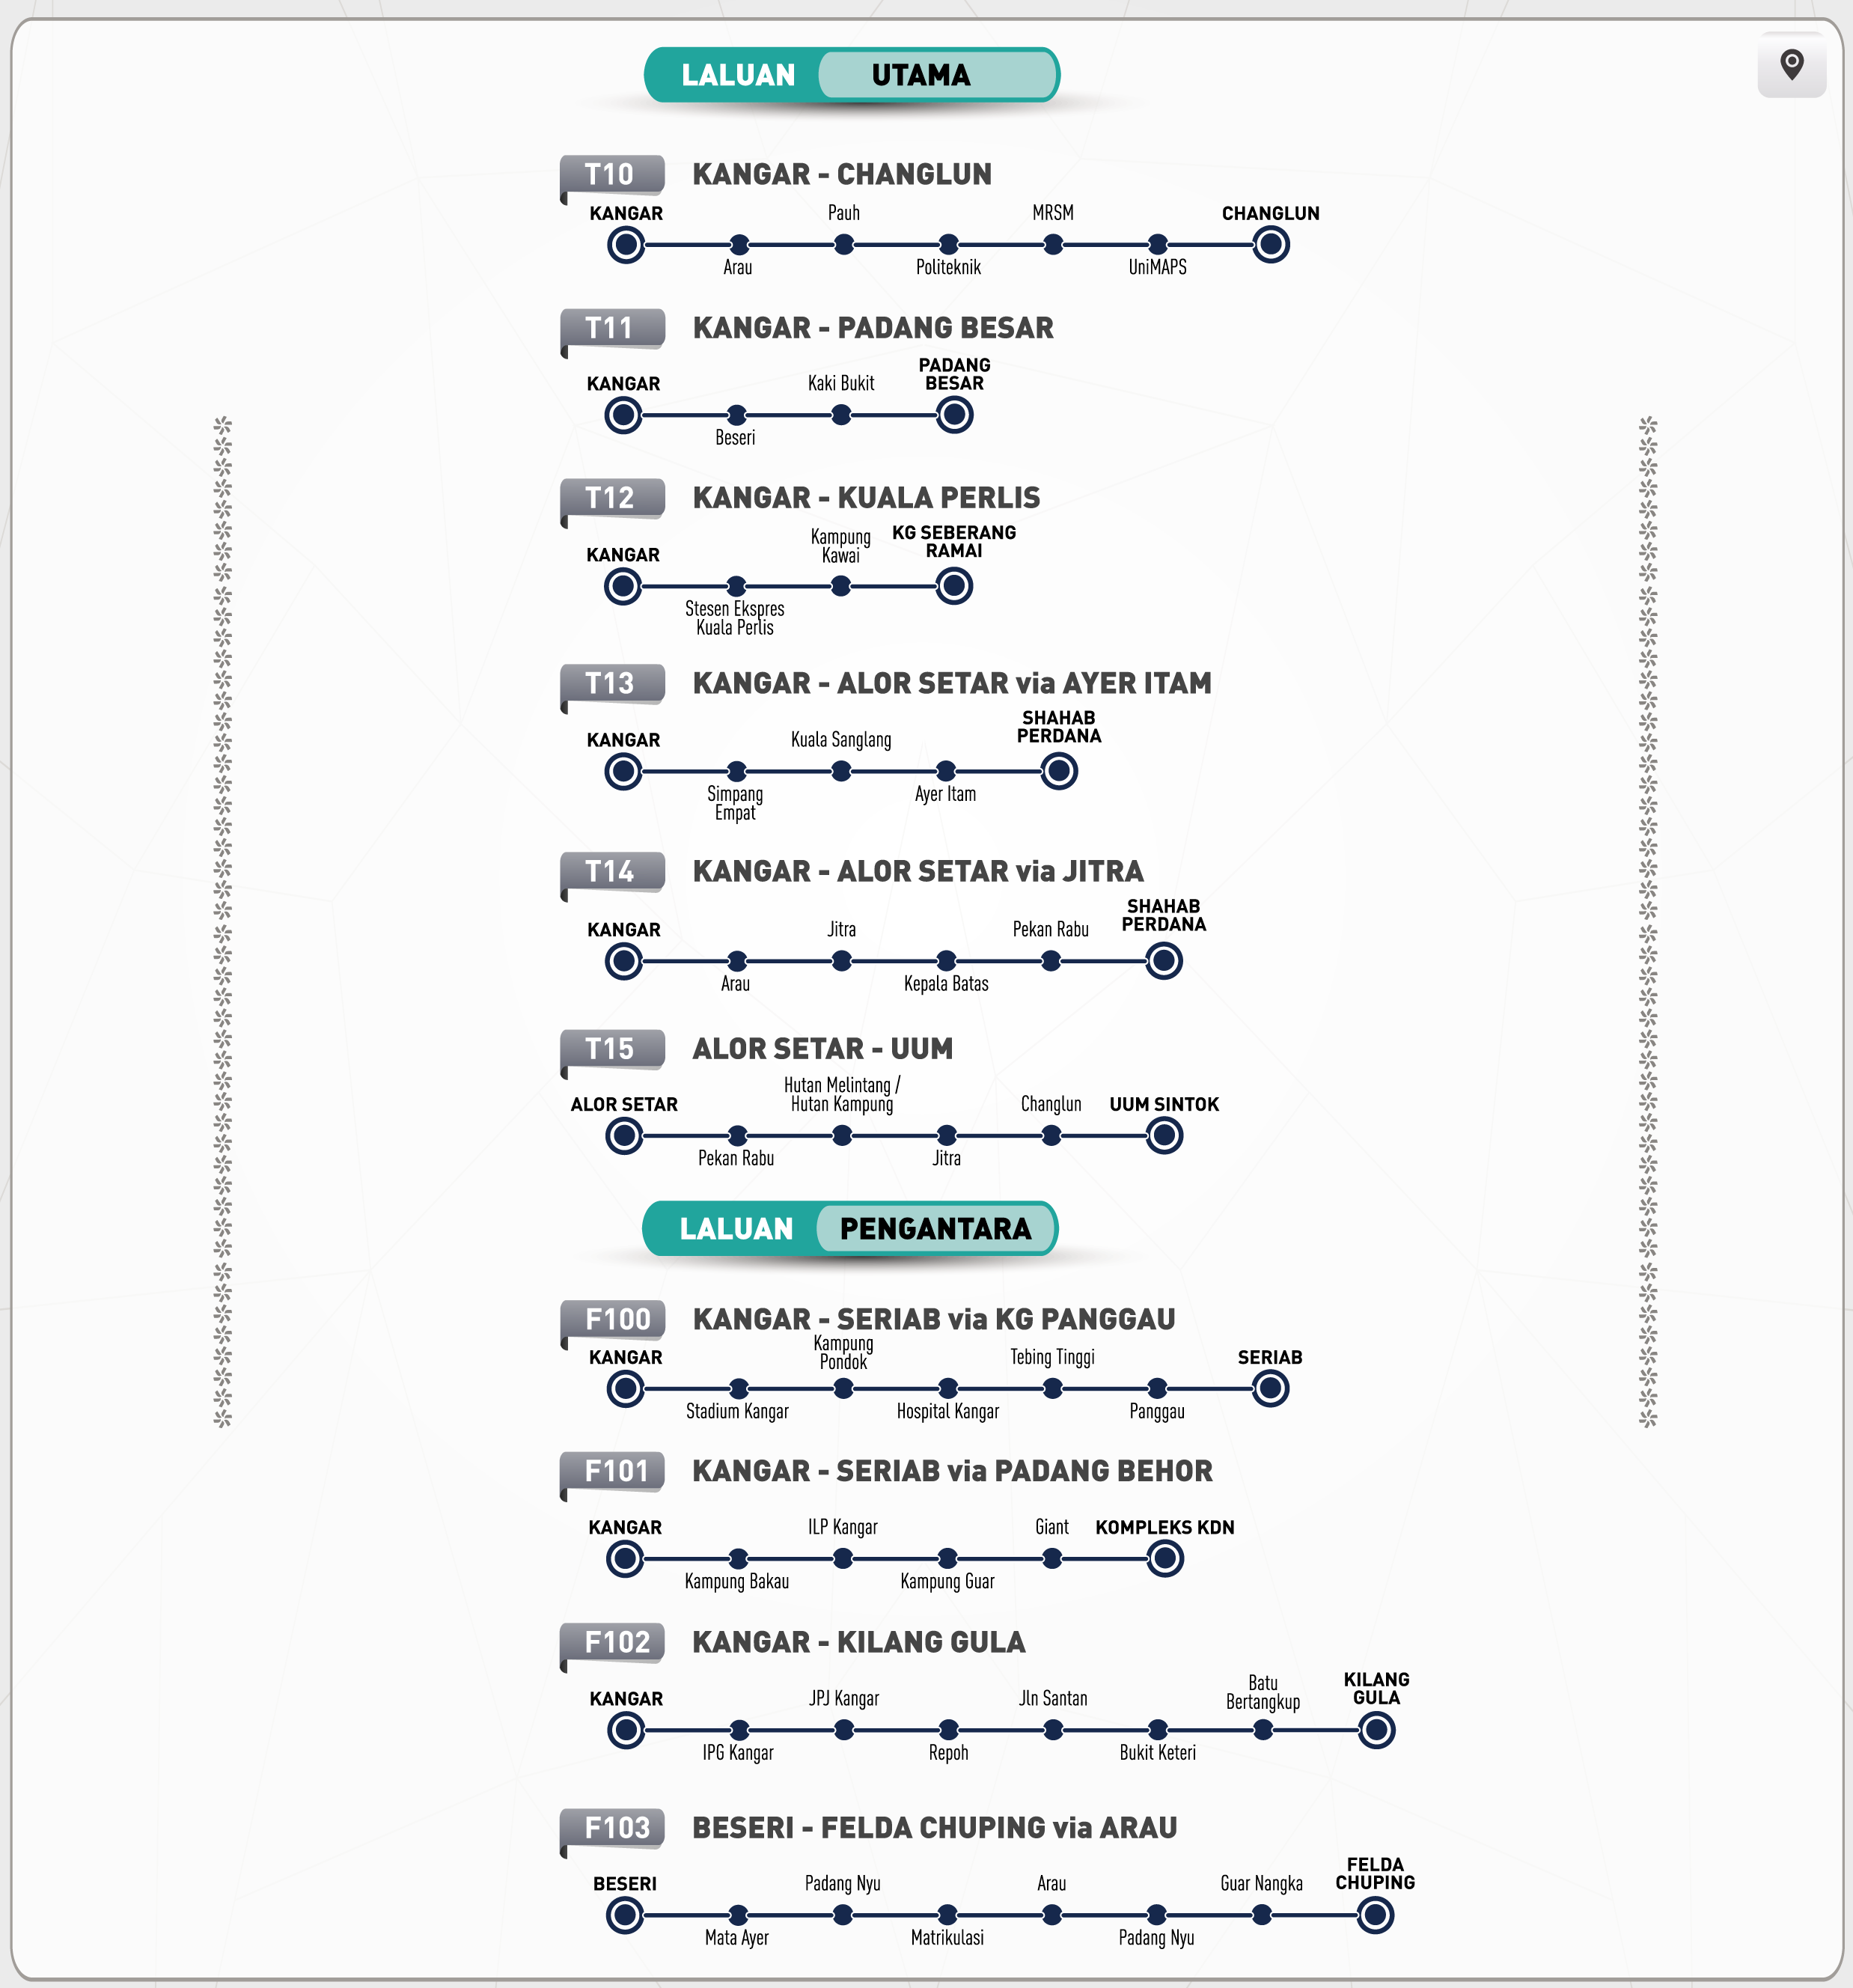 LALUAN UTAMA
T10 KANGAR - CHANGLUN
KANGAR Pauh MRSM CHANGLUN
Arau Politeknik UniMAPS
T11 KANGAR - PADANG BESAR
KANGAR Kaki Bukit PADANG
BESAR
Beseri
T12 KANGAR - KUALA PERLIS
KANGAR Kampung
Kawai
KG SEBERANG
RAMAI
Stesen Ekspres
Kuala Perlis
T13 KANGAR - ALOR SETAR via AYER ITAM
KANGAR Kuala Sanglang SHAHAB
PERDANA
Simpang
Empat
Ayer Itam
T14 KANGAR - ALOR SETAR via JITRA
KANGAR Jitra Pekan Rabu SHAHAB
PERDANA
Arau Kepala Batas
T15 ALOR SETAR - UUM
ALOR SETAR Hutan Melintang /
Hutan Kampung
Changlun UUM SINTOK
Pekan Rabu Jitra
LALUAN PENGANTARA
F100 KANGAR - SERIAB via KG PANGGAU
KANGAR Kampung
Pondok
Tebing Tinggi SERIAB
Stadium Kangar Hospital Kangar Panggau
F101 KANGAR - SERIAB via PADANG BEHOR
KANGAR ILP Kangar Giant KOMPLEKS KDN
Kampung Bakau Kampung Guar
F102 KANGAR - KILANG GULA
KANGAR JPJ Kangar Jln Santan Batu
Bertangkup
KILANG
GULA
IPG Kangar Repoh Bukit Keteri
F103 BESERI - FELDA CHUPING via ARAU
BESERI Padang Nyu Arau Guar Nangka FELDA
CHUPING
Mata Ayer Matrikulasi Padang Nyu